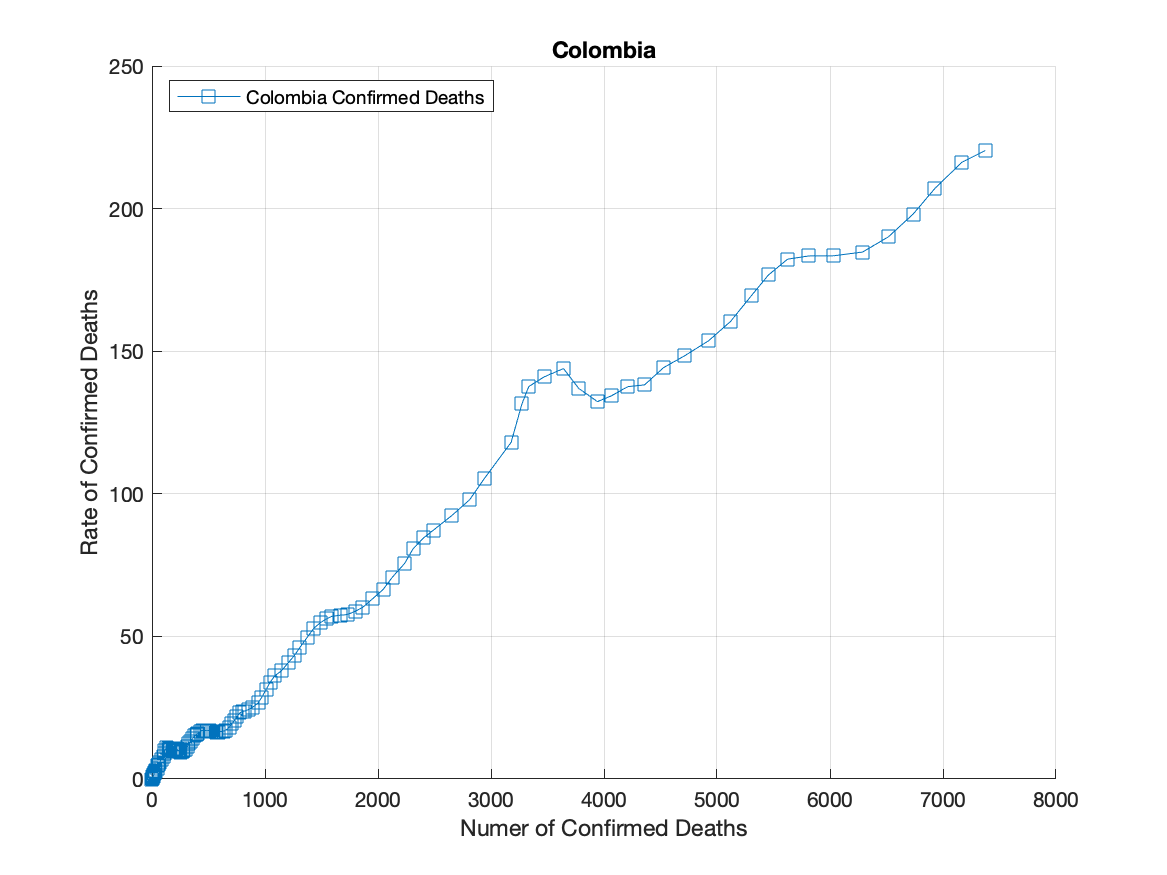 Colombia
250
Colombia Confirmed Deaths
200
150
100
50
0
Rate of Confirmed Deaths
0 1000 2000 3000 4000 5000 6000 7000 8000
Numer of Confirmed Deaths